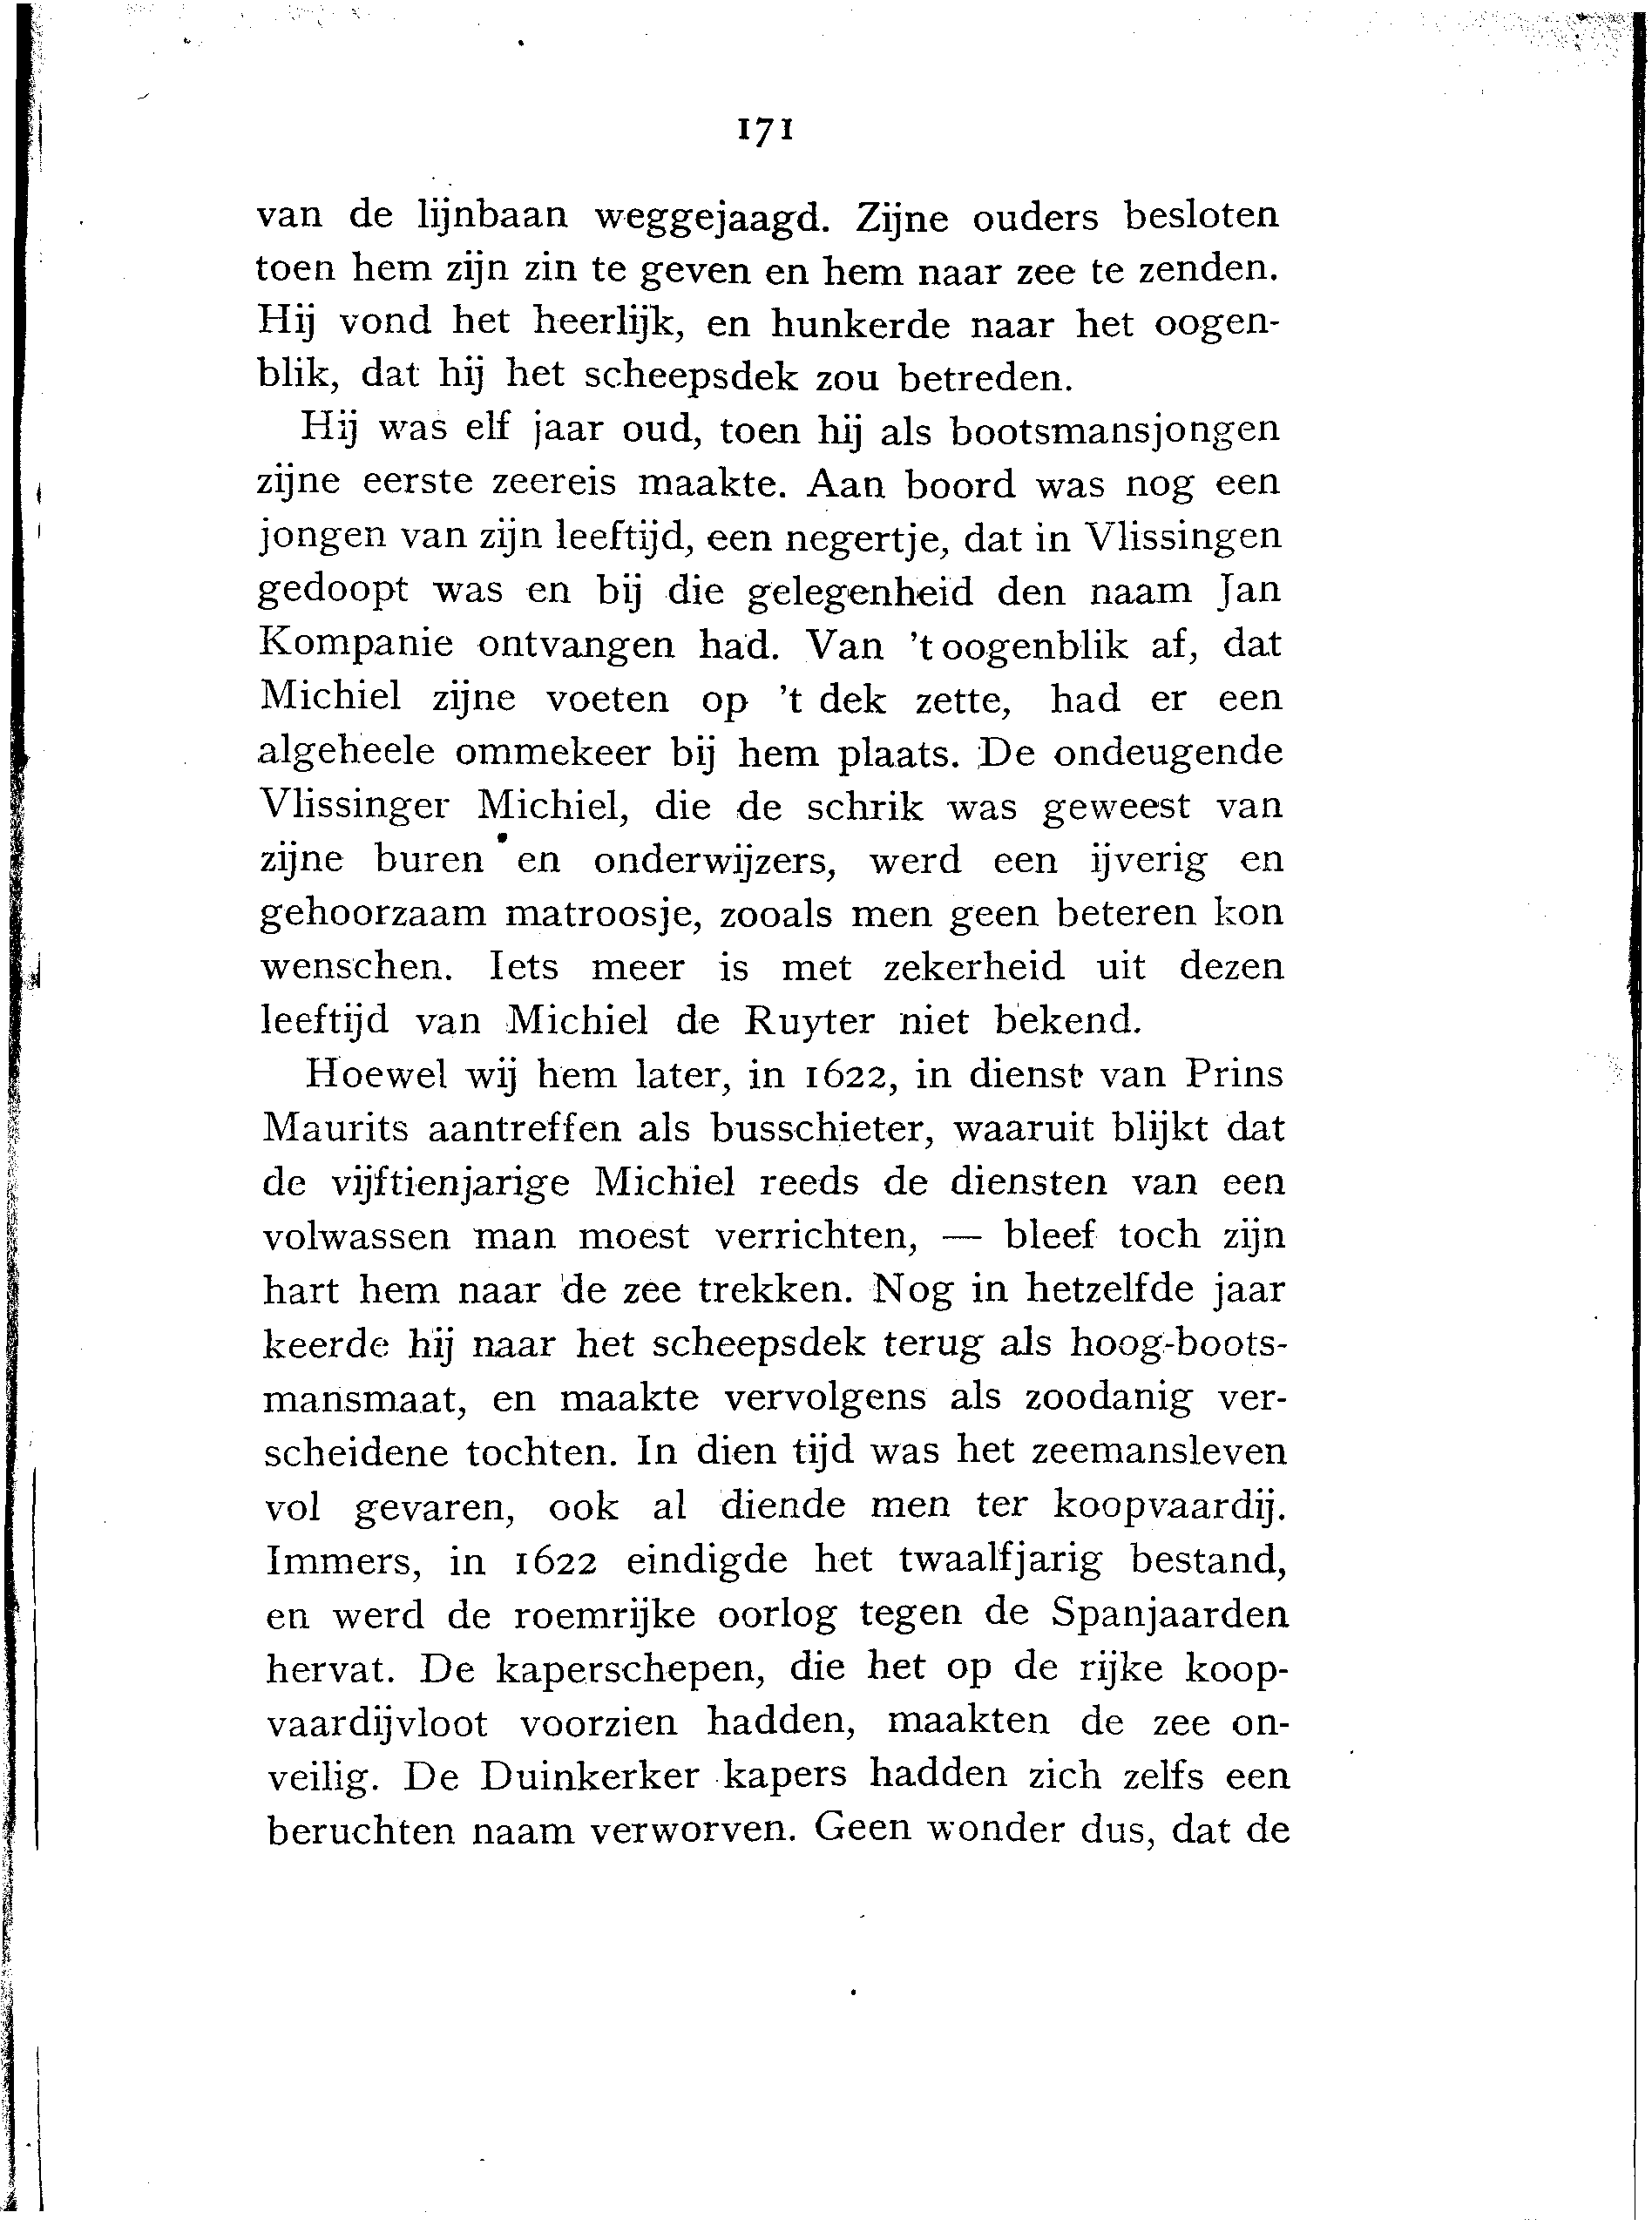 171
van de lijnbaan weggejaagd. Zijne ouders besloten
toen hem zijn zin te geven en hem naar zee te zenden.
Hij vond het heerlijk, en hunkerde naar het oogen-
blik, dat hij het scheepsdek zou betreden.
Hij was elf jaar oud, toen hij als bootsmansjongen
zijne eerste zeereis maakte. Aan boord was nog een
jongen van zijn leeftijd, een negertje, dat in Vlissingen
gedoopt was en bij die gelegenheid den naam Jan
Kompanie ontvangen had. Van 't oogenblik af, dat
Michiel zijne voeten op 't dek zette, had er een
algeheele ommekeer bij hem plaats. De ondeugende
Vlissinger Michiel, die de schrik was geweest van
zijne buren en onderwijzers, werd een ijverig en
gehoorzaam matroosje, zooals men geen beteren kon
wenschen. Iets meer is met zekerheid uit dezen
leeftijd van Michiel de Ruyter niet bekend.
Hoewel wij hem later, in 1622, in dienst van Prins
Maurits aantreffen als busschieter, waaruit blijkt dat
de vijftienjarige Michiel reeds de diensten van een
volwassen man moest verrichten, — bleef toch zijn
hart hem naar de zee trekken. Nog in hetzelfde jaar
keerde hij naar het scheepsdek terug als hoog-boots-
mansmaat, en maakte vervolgens als zoodanig ver-
scheidene tochten. In dien tijd was het zeemansleven
vol gevaren, ook al diende men ter koopvaardij.
Immers, in 1622 eindigde het twaalfjarig bestand,
en werd de roemrijke oorlog tegen de Spanjaarden
hervat. De kaperschepen, die het op de rijke koop-
vaardijvloot voorzien hadden, maakten de zee on-
veilig. De Duinkerker kapers hadden zich zelfs een
beruchten naam verworven. Geen wonder dus, dat de